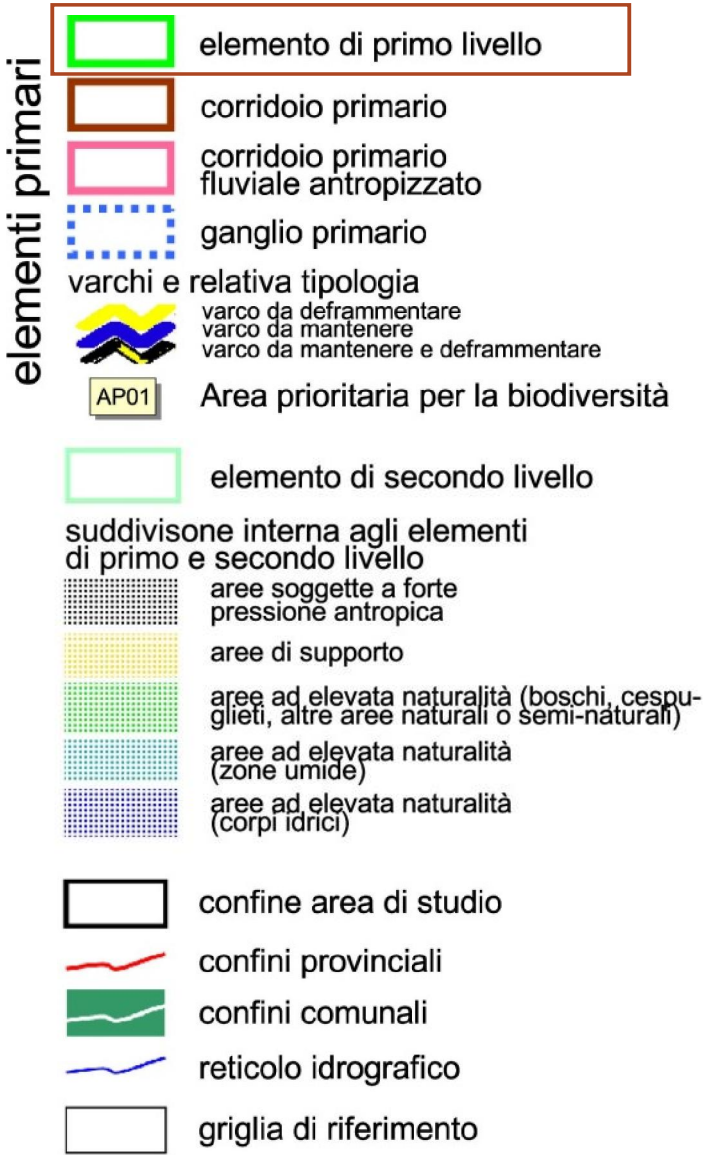 elementi primari
elemento di primo livello
corridoio primario
corridoio primario
fluviale antropizzato
ganglio primario
varchi e relativa tipologia
varco da deframmentare
varco da mantenere
varco da mantenere e deframmentare
AP01 Area prioritaria per la biodiversità
elemento di secondo livello
suddivisone interna agli elementi
di primo e secondo livello
aree soggette a forte
pressione antropica
aree di supporto
aree ad elevata naturalità (boschi, cespu-
glieti, altre aree naturali o semi-naturali)
aree ad elevata naturalità
(zone umide)
aree ad elevata naturalità
(corpi idrici)
confine area di studio
confini provinciali
confini comunali
reticolo idrografico
griglia di riferimento